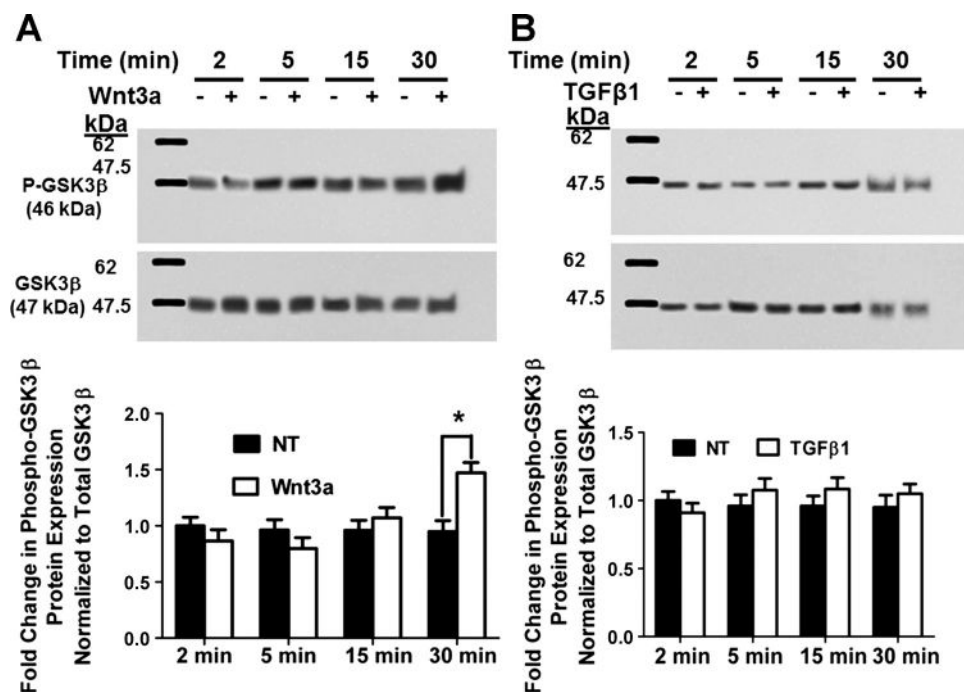 A
Time (min) 2 5 15 30
Wnt3a - + - + - + - +
kDa
62
47.5
P-GSK3β
(46 kDa)
62
GSK3β
(47 kDa)
47.5
Fold Change in Phospho-GSK3β
Protein Expression
Normalized to Total GSK3β
2.0
1.5
1.0
0.5
0.0
NT
Wnt3a
*
2 min 5 min 15 min 30 min
B
Time (min) 2 5 15 30
TGFβ1 - + - + - + - +
kDa
62
47.5
62
47.5
Fold Change in Phospho-GSK3β
Protein Expression
Normalized to Total GSK3β
1.5
1.0
0.5
0.0
NT TGFβ1
2 min 5 min 15 min 30 min